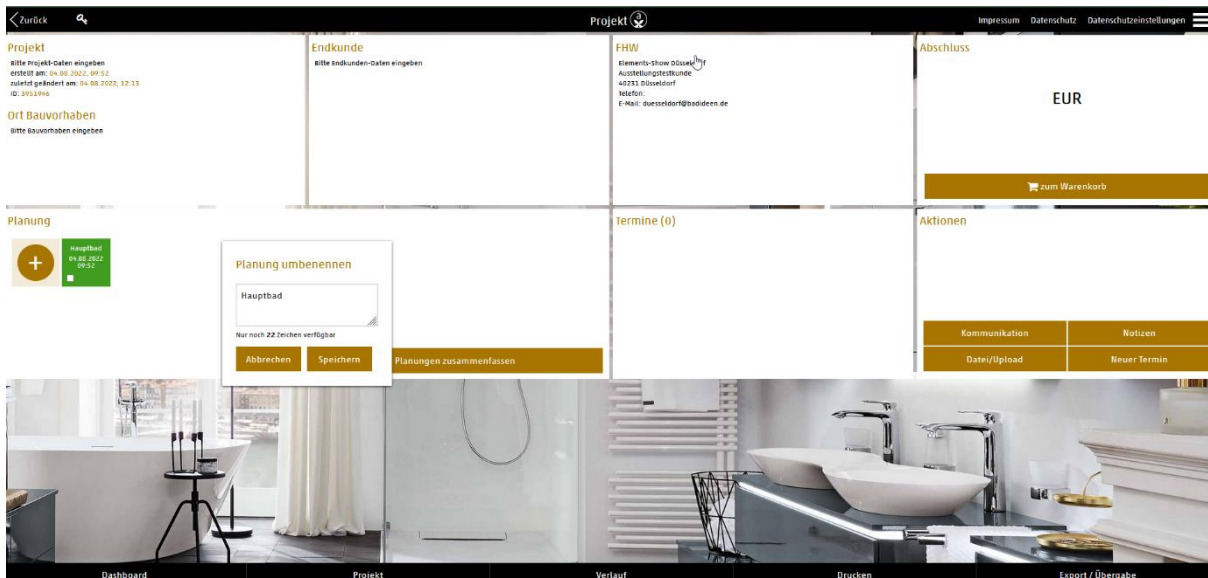 Zurück
Projekt
Impressum Datenschutz Datenschutzeinstellungen
Projekt
Bitte Projekt-Daten eingeben
erstellt am: 04.08.2022, 09:52
zuletzt geändert am: 04.08.2022, 12:13
ID: 3951946
Ort Bauvorhaben
Bitte Bauvorhaben eingeben
Endkunde
Bitte Endkunden-Daten eingeben
FHW
Elements-Show Düsseldorf
Ausstellungstestkunde
40231 Düsseldorf
Telefon:
E-Mail: duesseldorf@badideen.de
Abschluss
EUR
zum Warenkorb
Planung
+
Hauptbad
04.08.2022
09:52
Planung umbenennen
Hauptbad
Nur noch 22 Zeichen verfügbar
Abbrechen Speichern
Planungen zusammenfassen
Termine (0)
Aktionen
Kommunikation Notizen
Datei/Upload Neuer Termin
Dashboard Projekt Verlauf Drucken Export / Übergabe